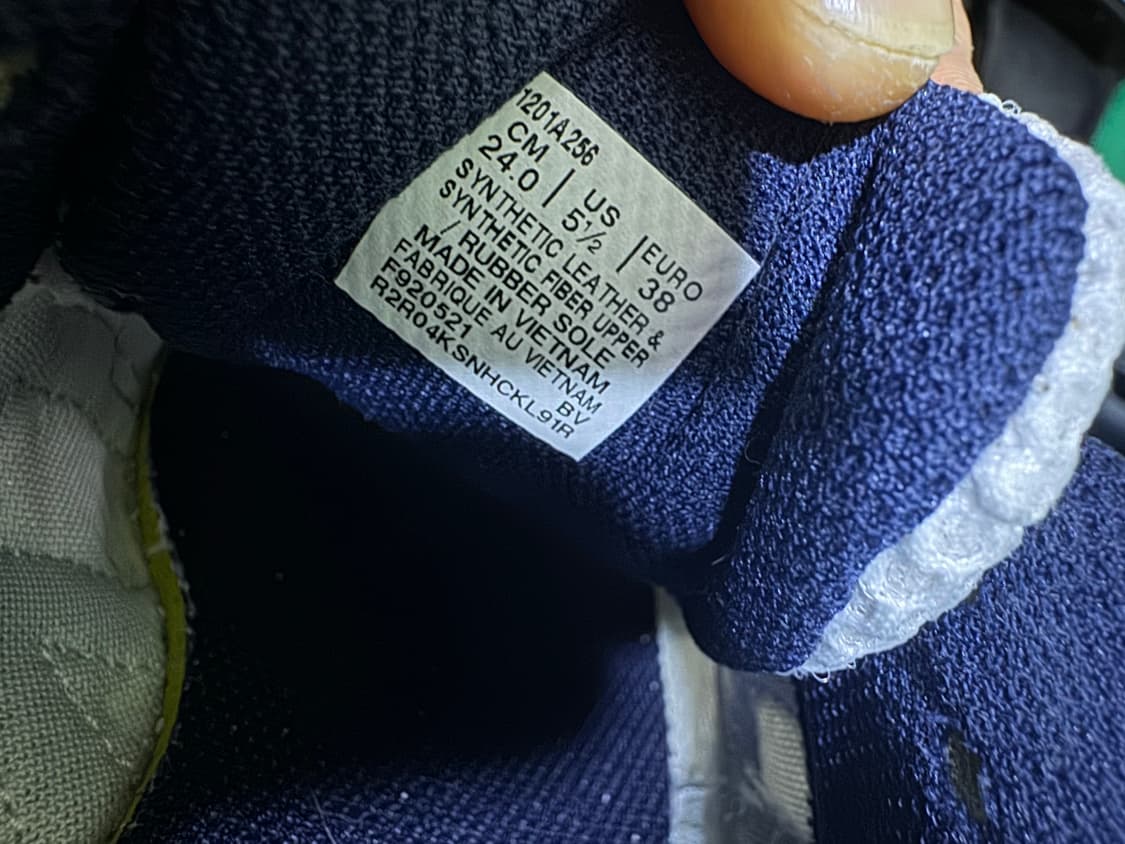 1201A256
CM | US | EURO
24.0 | 5½ | 38
SYNTHETIC LEATHER &
SYNTHETIC FIBER UPPER
/ RUBBER SOLE
MADE IN VIETNAM
FABRIQUE AU VIETNAM
F920521 BV
R2R04KSNHCKL91R